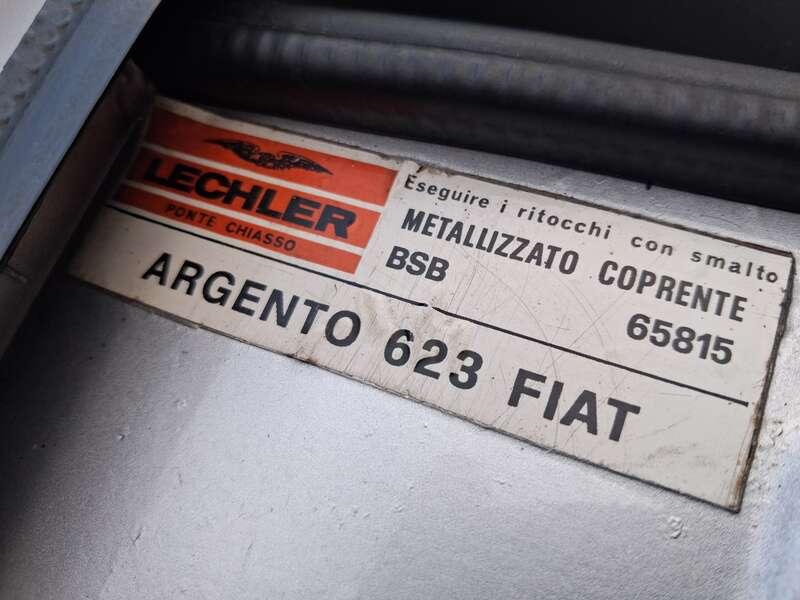 LECHLER
PONTE CHIASSO
Eseguire i ritocchi con smalto
METALLIZZATO COPRENTE
BSB 65815
ARGENTO 623 FIAT